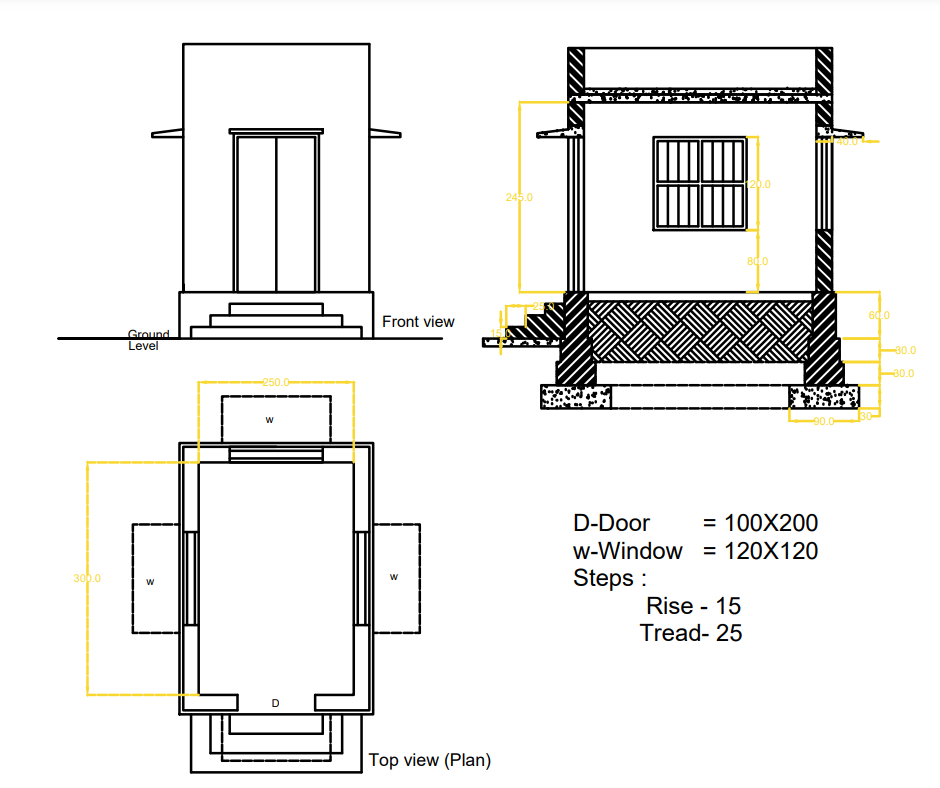 245.0
40.0
120.0
80.0
25.0
15
60.0
30.0
30.0
30
90.0
Front view
Ground
Level
250.0
w
300.0
w
w
D
Top view (Plan)
D-Door = 100X200
w-Window = 120X120
Steps :
Rise - 15
Tread- 25